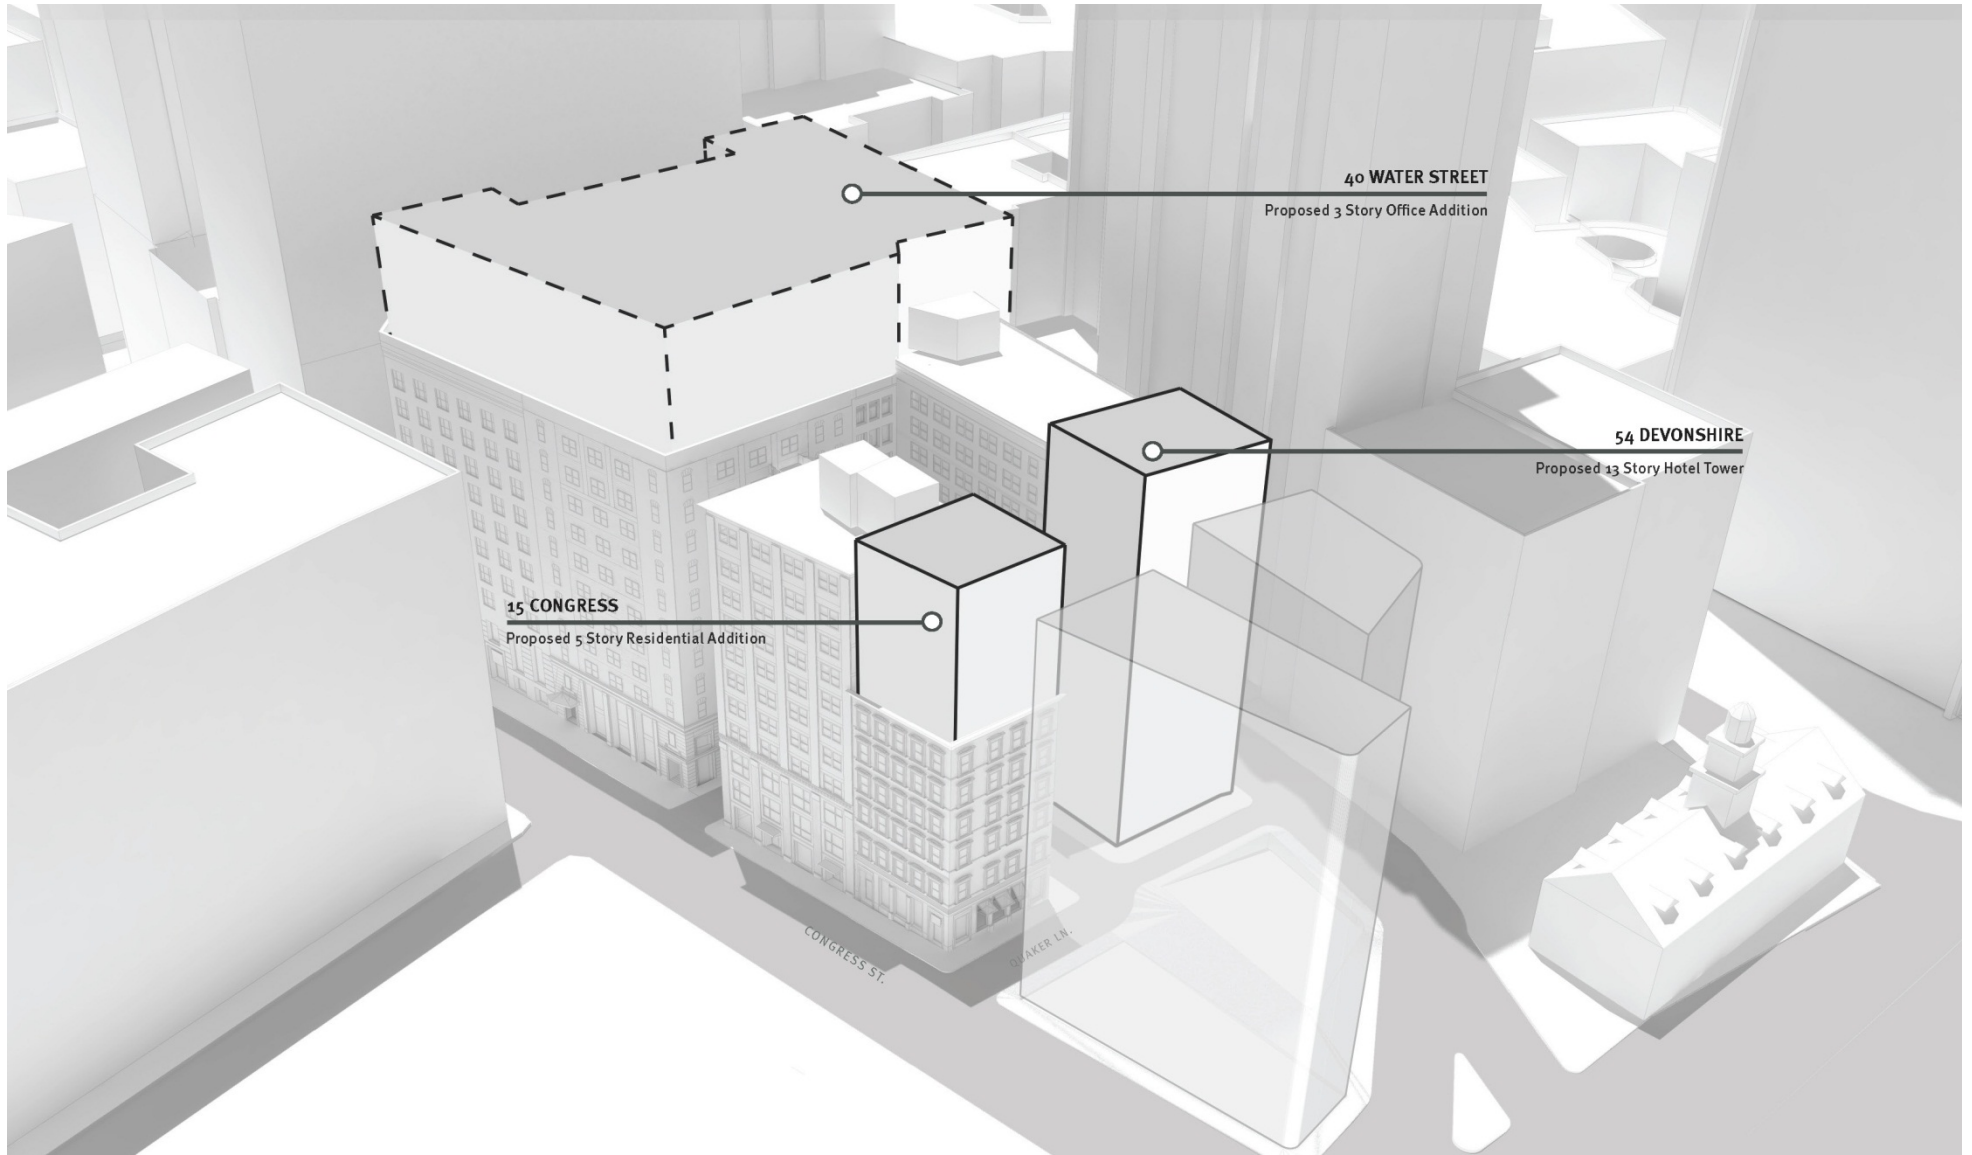 40 WATER STREET
Proposed 3 Story Office Addition
54 DEVONSHIRE
Proposed 13 Story Hotel Tower
15 CONGRESS
Proposed 5 Story Residential Addition
CONGRESS ST.
QUAKER LN.